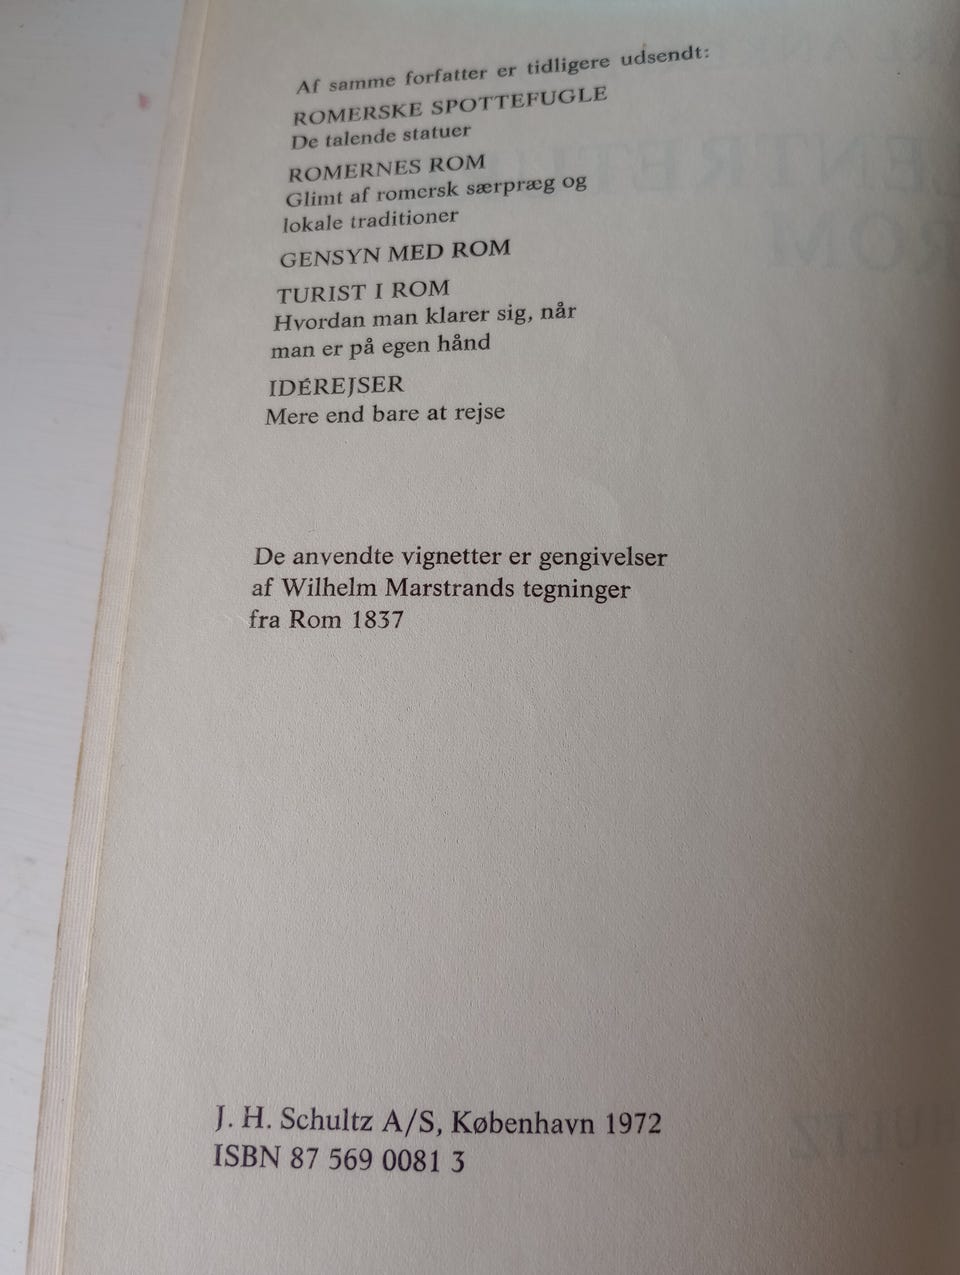 Af samme forfatter er tidligere udsendt:
ROMERSKE SPOTTEFUGLE
De talende statuer
ROMERNES ROM
Glimt af romersk særpræg og
lokale traditioner
GENSYN MED ROM
TURIST I ROM
Hvordan man klarer sig, når
man er på egen hånd
IDÉREJSER
Mere end bare at rejse
De anvendte vignetter er gengivelser
af Wilhelm Marstrands tegninger
fra Rom 1837
J. H. Schultz A/S, København 1972
ISBN 87 569 0081 3